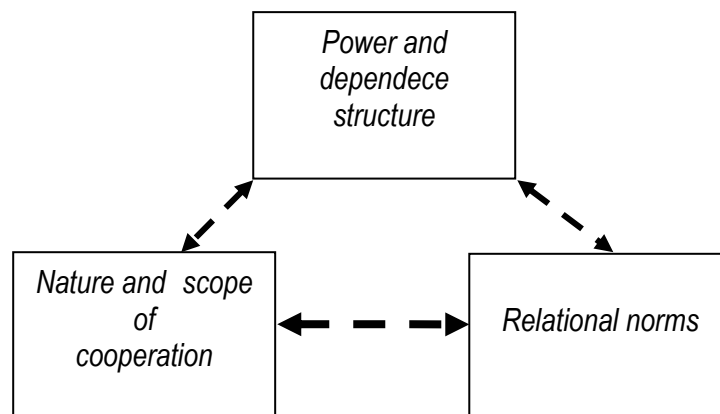 Power and
dependece
structure
Nature and scope
of
cooperation
Relational norms